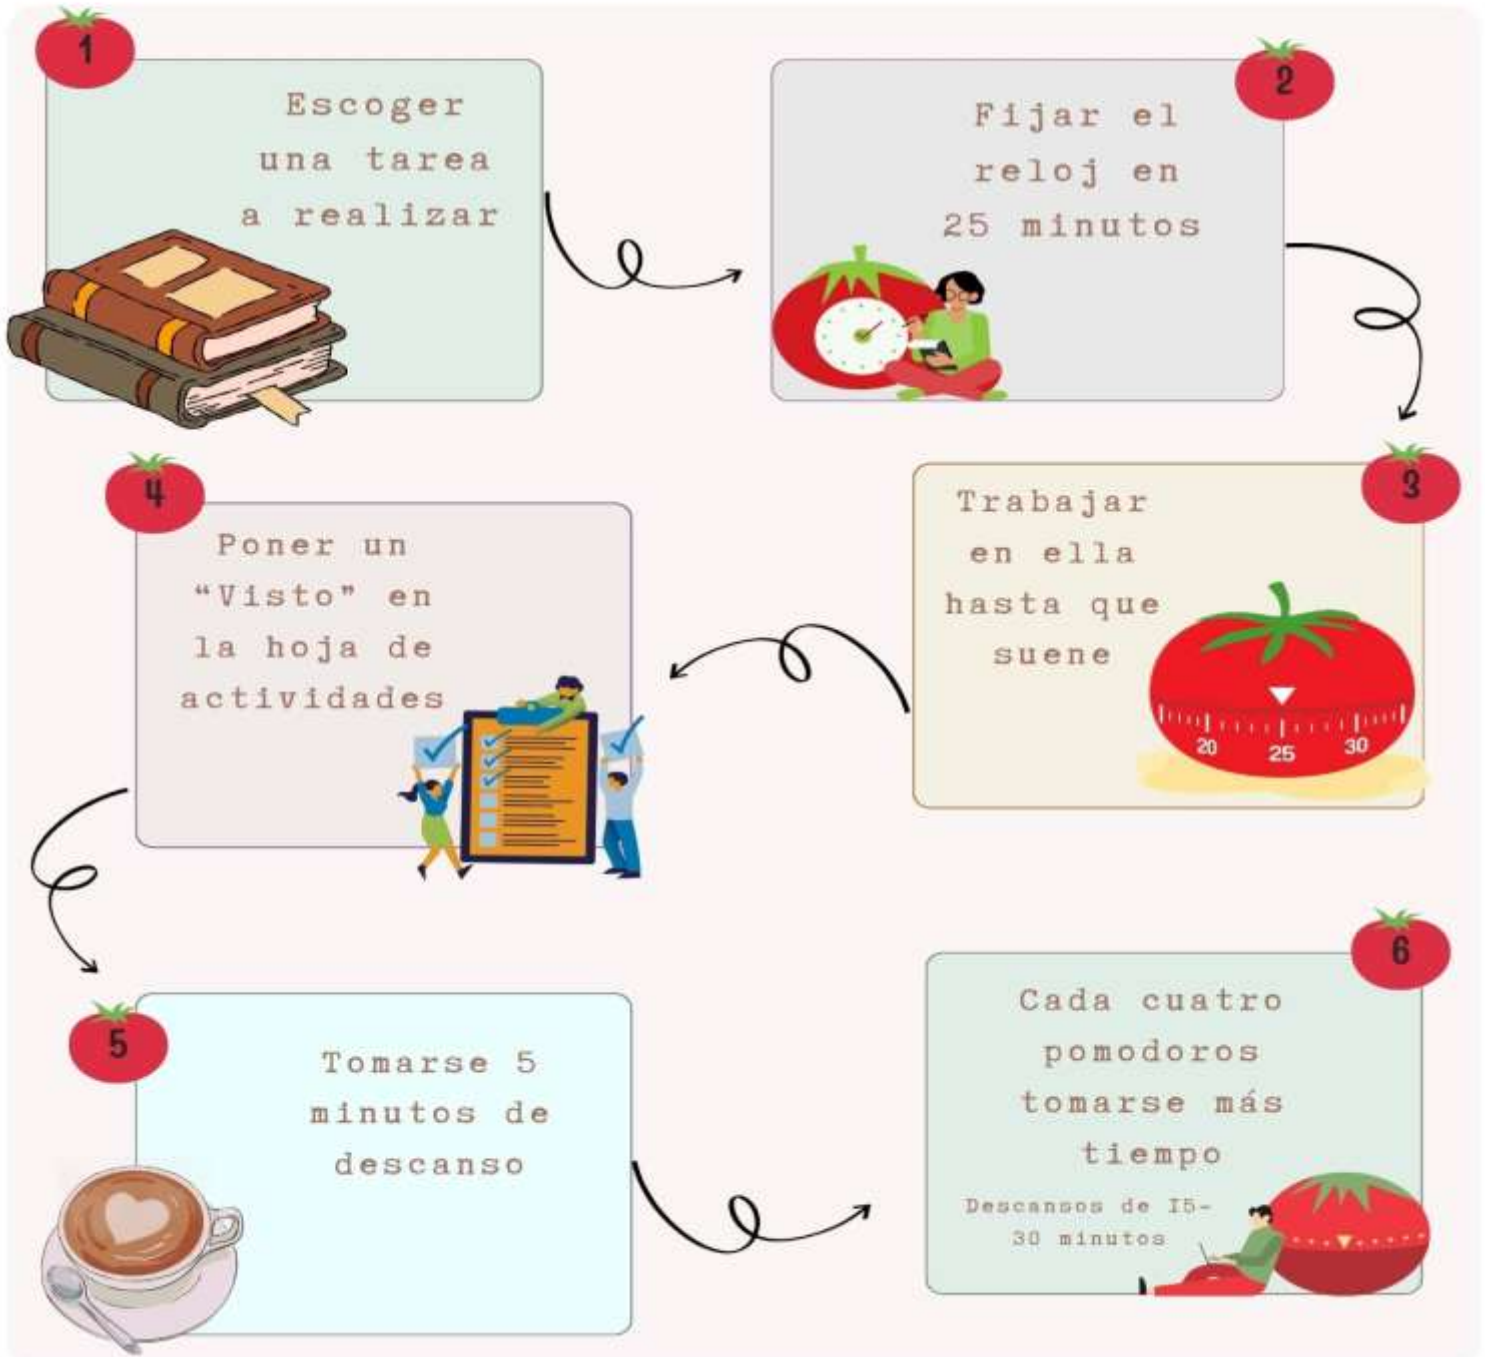 1
Escoger
una tarea
a realizar
2
Fijar el
reloj en
25 minutos
3
Trabajar
en ella
hasta que
suene
20 25 30
4
Poner un
“Visto” en
la hoja de
actividades
5
Tomarse 5
minutos de
descanso
6
Cada cuatro
pomodoros
tomarse más
tiempo
Descansos de I5-
30 minutos